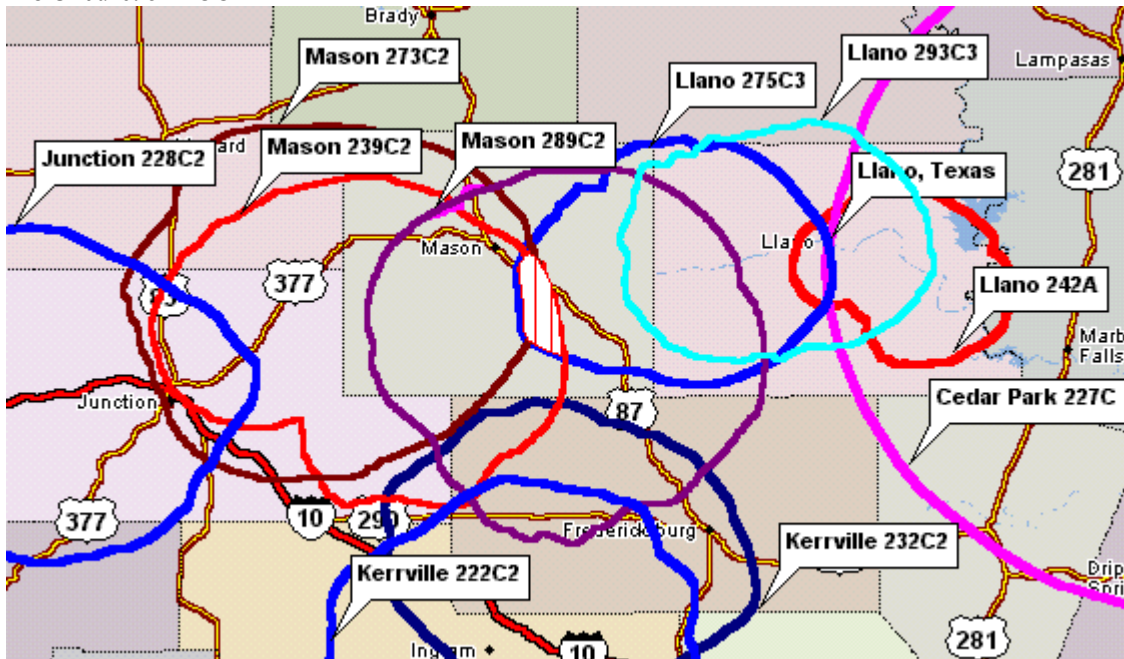 Brady
Mason 273C2
Llano 293C3
Lampasas
Llano 275C3
ard
Mason 239C2
Mason 289C2
Junction 228C2
Llano, Texas
281
Mason
Llano
377
83
Llano 242A
Marb
Falls
Junction
Cedar Park 227C
87
377
10
290
Fredericksburg
Kerrville 232C2
Kerrville 222C2
Drip
Spri
281
Ingram
10